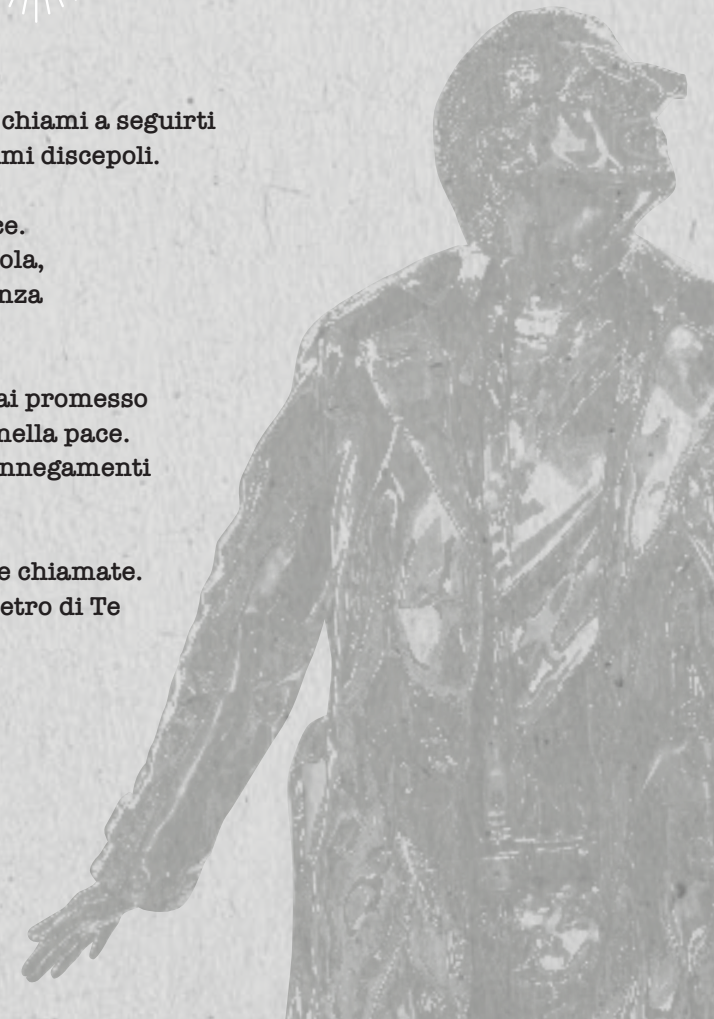 chiami a seguirti
mi discepoli.
ce.
ola,
nza
ai promesso
nella pace.
nnegamenti
e chiamate.
etro di Te